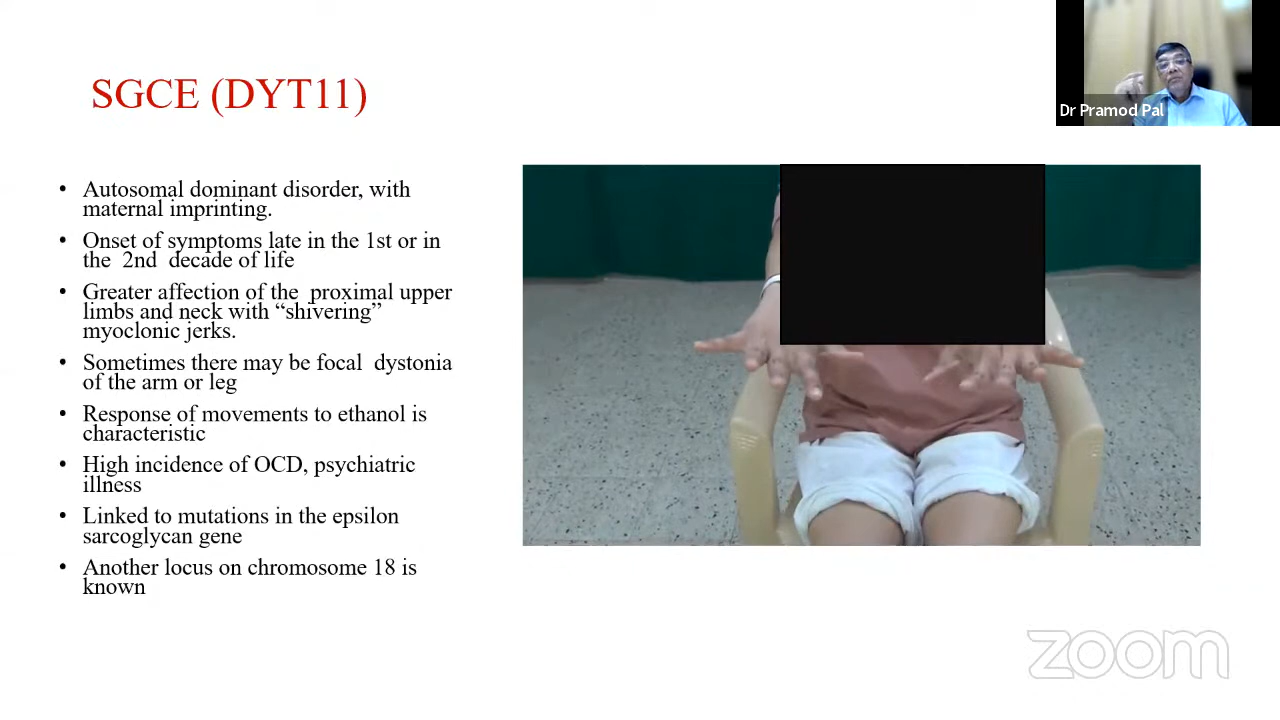 SGCE (DYT11)
Dr Pramod Pal
• Autosomal dominant disorder, with
maternal imprinting.
• Onset of symptoms late in the 1st or in
the 2nd decade of life
• Greater affection of the proximal upper
limbs and neck with “shivering”
myoclonic jerks.
• Sometimes there may be focal dystonia
of the arm or leg
• Response of movements to ethanol is
characteristic
• High incidence of OCD, psychiatric
illness
• Linked to mutations in the epsilon
sarcoglycan gene
• Another locus on chromosome 18 is
known
zoom